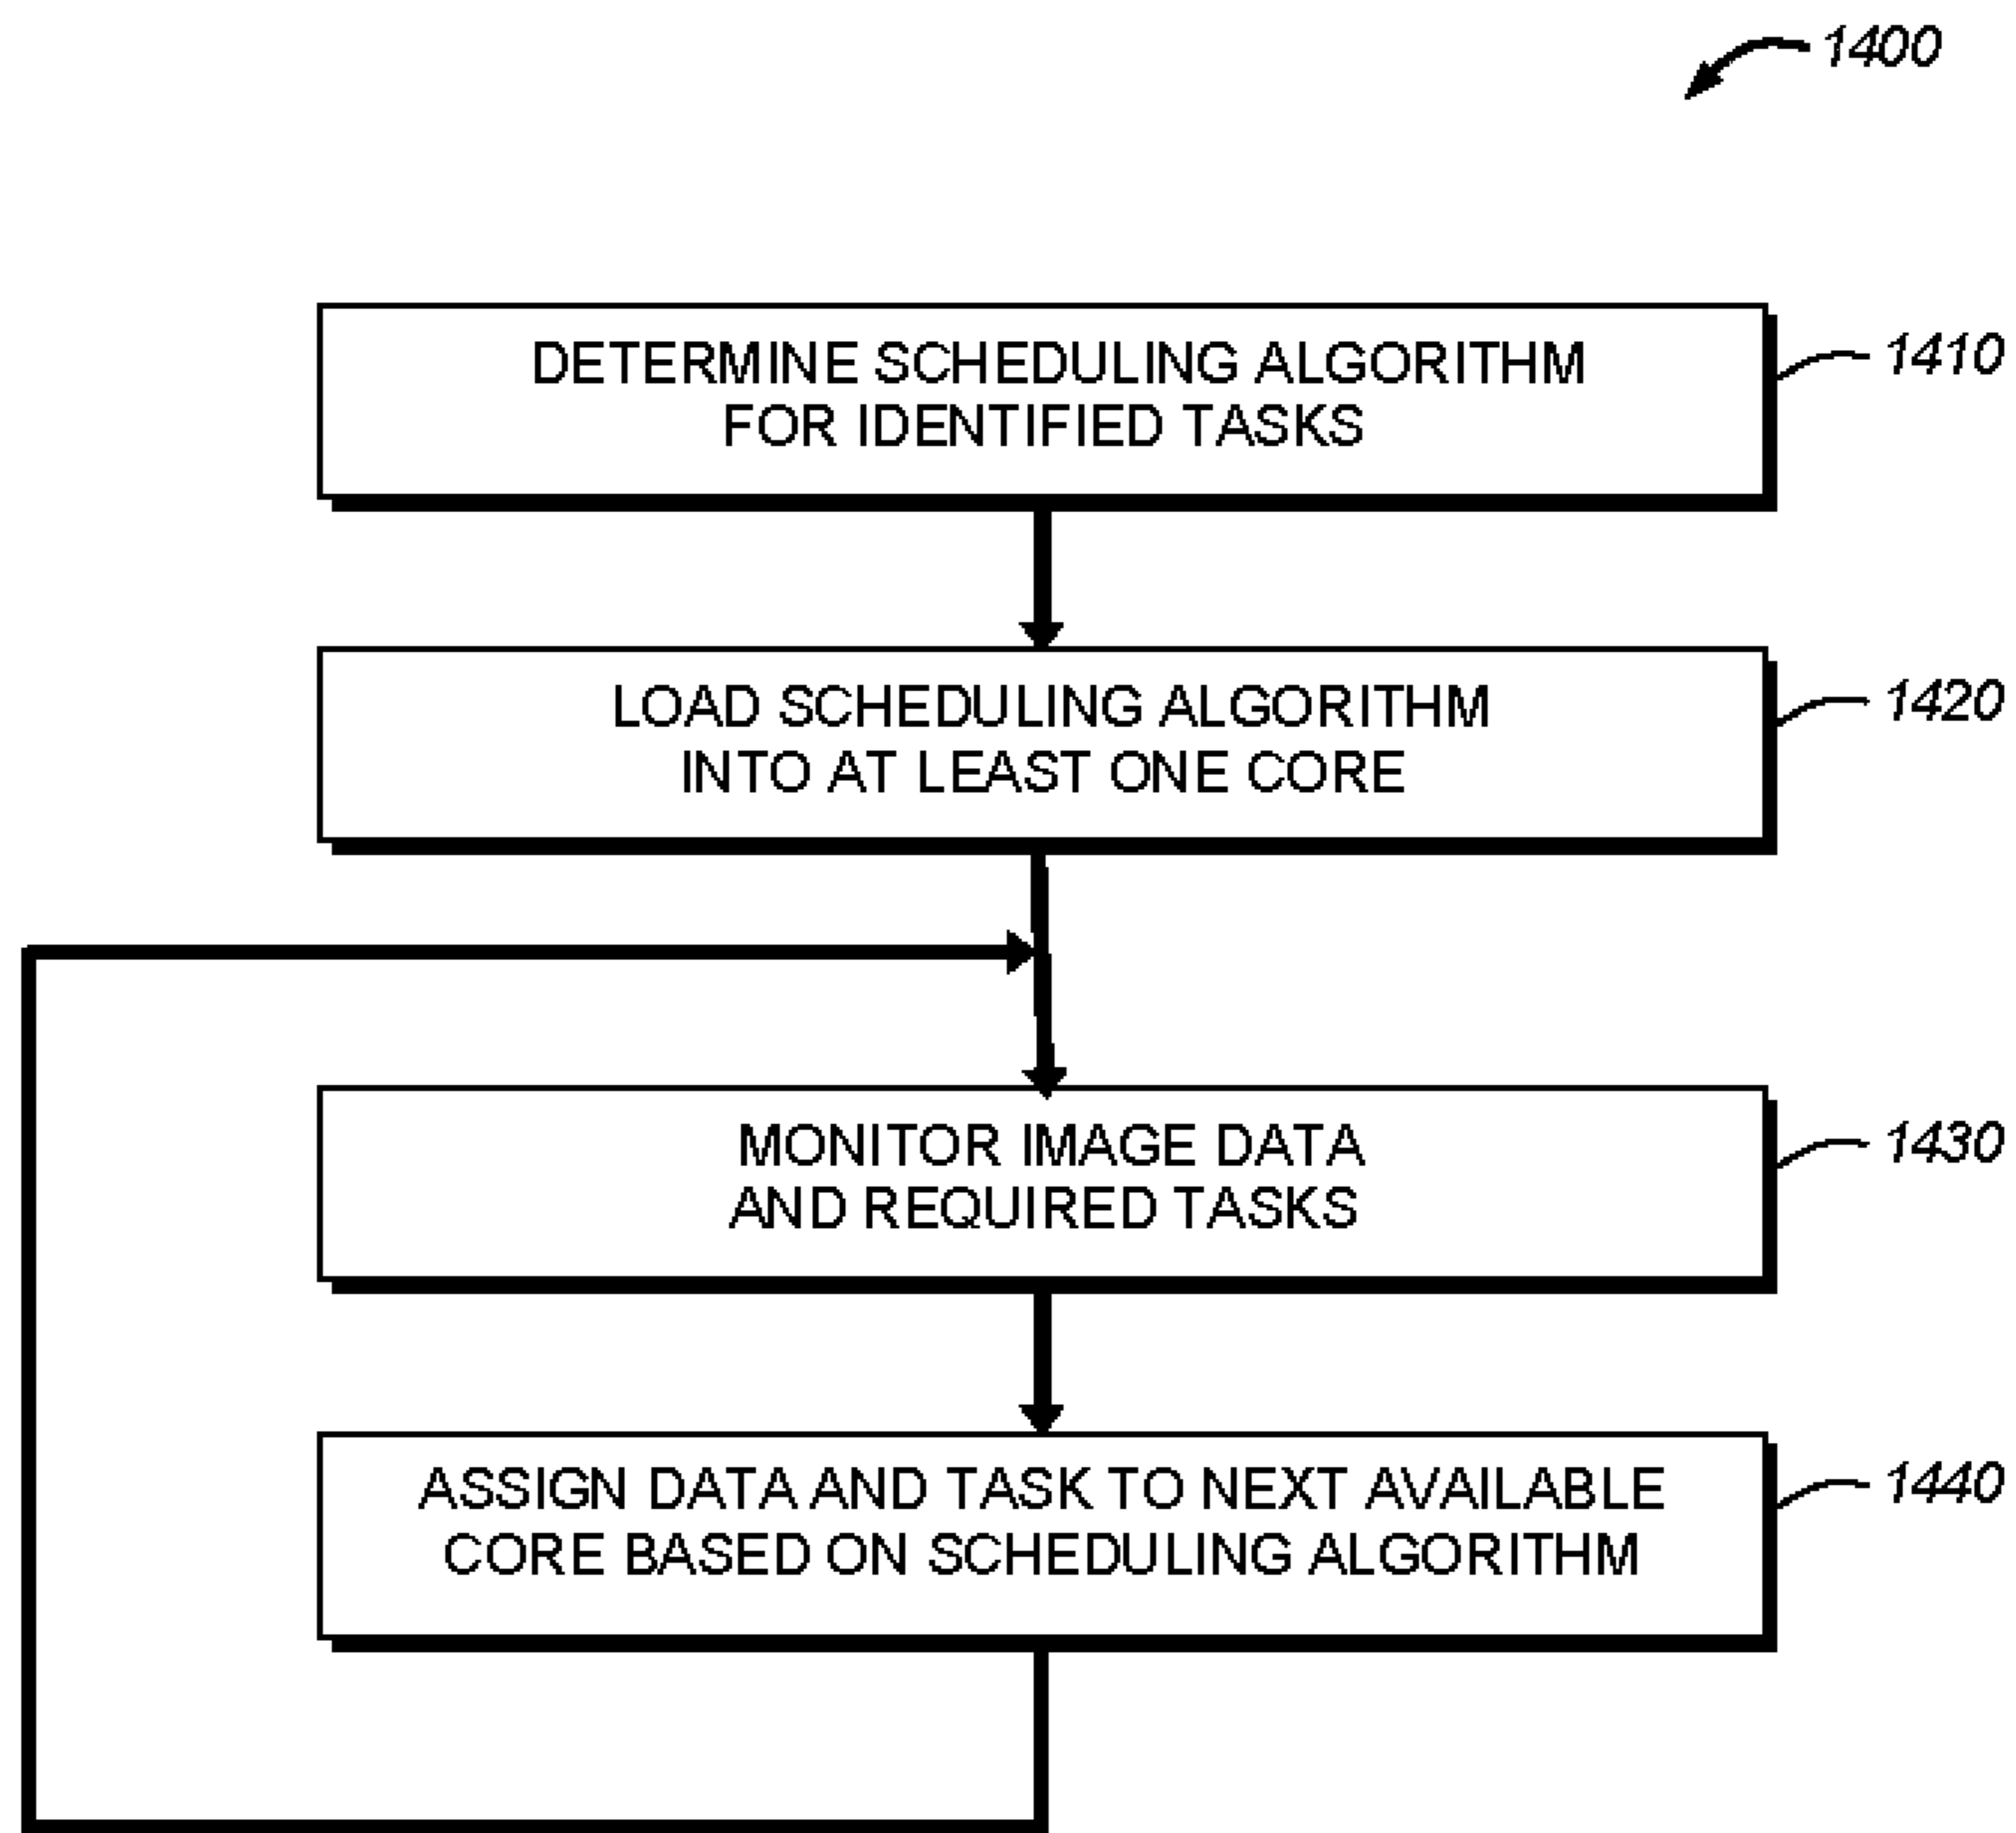 1400
DETERMINE SCHEDULING ALGORITHM
FOR IDENTIFIED TASKS
1410
LOAD SCHEDULING ALGORITHM
INTO AT LEAST ONE CORE
1420
MONITOR IMAGE DATA
AND REQUIRED TASKS
1430
ASSIGN DATA AND TASK TO NEXT AVAILABLE
CORE BASED ON SCHEDULING ALGORITHM
1440